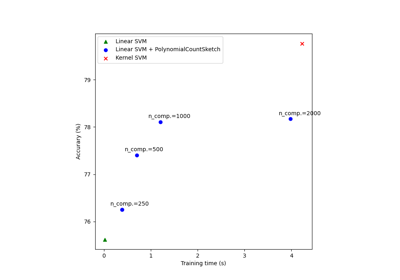 Linear SVM
Linear SVM + PolynomialCountSketch
Kernel SVM
79
78
77
76
Accurary (%)
n_comp.=1000
n_comp.=2000
n_comp.=500
n_comp.=250
0
1
2
3
4
Training time (s)